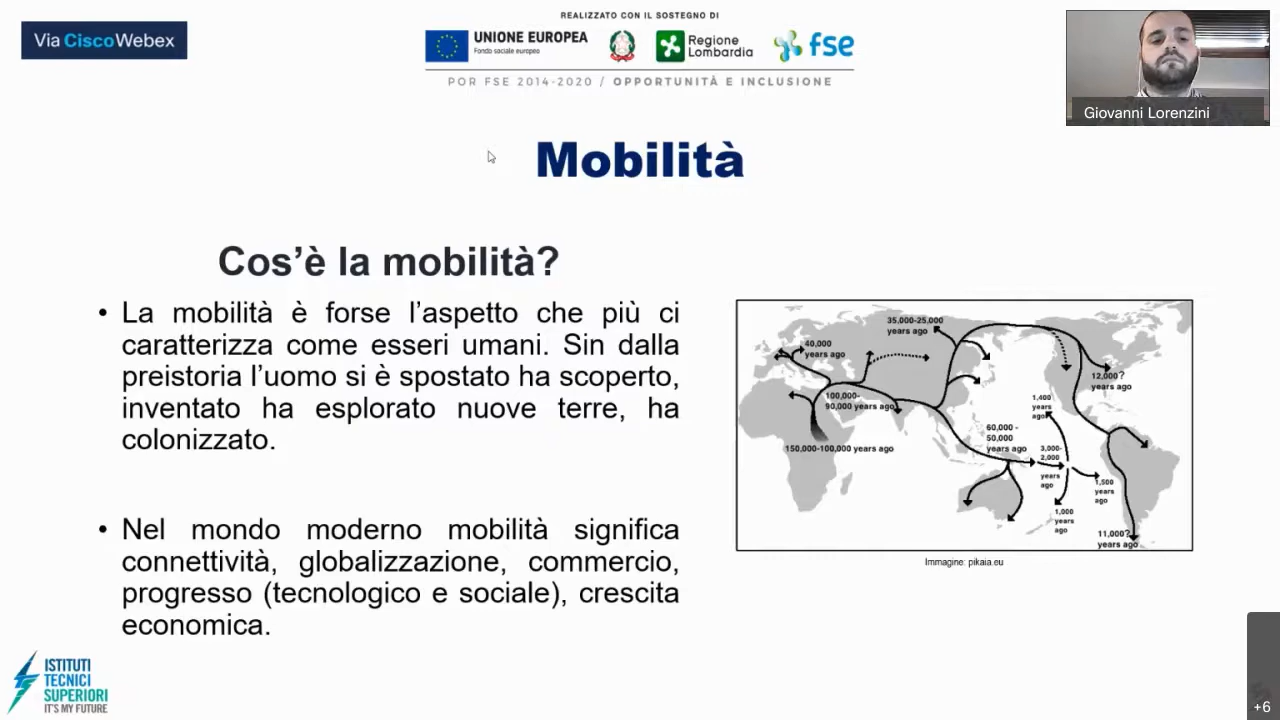 REALIZZATO CON IL SOSTEGNO DI
Via CiscoWebex
UNIONE EUROPEA
Fondo sociale europeo
Regione
Lombardia
fse
POR FSE 2014-2020 / OPPORTUNITÀ E INCLUSIONE
Giovanni Lorenzini
Mobilità
Cos’è la mobilità?
• La mobilità è forse l’aspetto che più ci
caratterizza come esseri umani. Sin dalla
preistoria l’uomo si è spostato ha scoperto,
inventato ha esplorato nuove terre, ha
colonizzato.
• Nel mondo moderno mobilità significa
connettività, globalizzazione, commercio,
progresso (tecnologico e sociale), crescita
economica.
35,000-25,000
years ago
40,000
years ago
100,000-
90,000 years ago
150,000-100,000 years ago
12,000?
years ago
1,400
years
ago
60,000 -
50,000
years ago
3,000-
2,000
years
ago
1,500
years
ago
1,000
years
ago
11,000?
years ago
Immagine: pikaia.eu
ISTITUTI
TECNICI
SUPERIORI
IT'S MY FUTURE
+6